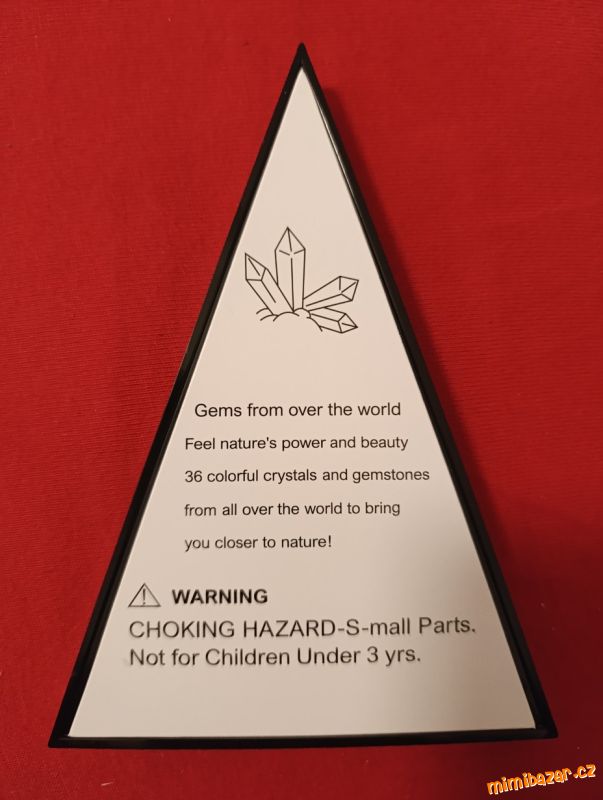 Gems from over the world
Feel nature's power and beauty
36 colorful crystals and gemstones
from all over the world to bring
you closer to nature!
WARNING
CHOKING HAZARD-S-mall Parts.
Not for Children Under 3 yrs.
mimibazar.cz